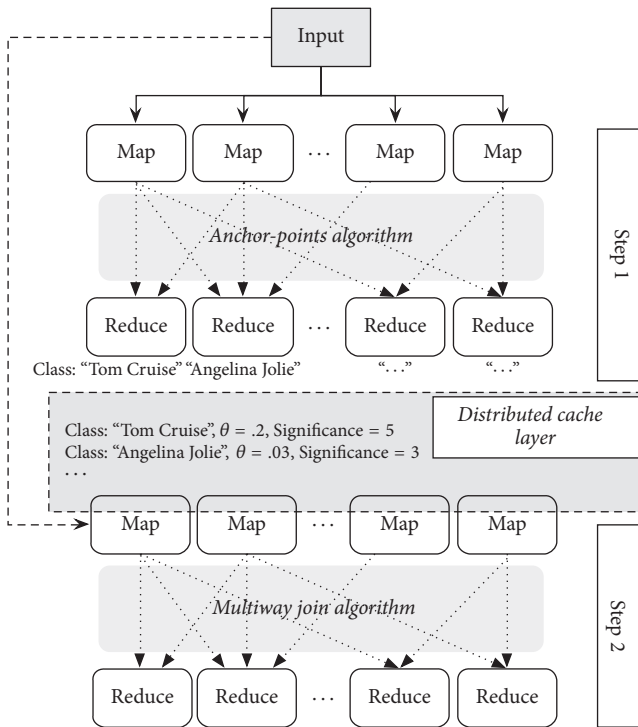 Input
Map Map ... Map Map
Anchor-points algorithm
Step 1
Reduce Reduce ... Reduce Reduce
Class: “Tom Cruise” “Angelina Jolie” “...” “...”
Distributed cache
layer
Class: “Tom Cruise”, θ = .2, Significance = 5
Class: “Angelina Jolie”, θ = .03, Significance = 3
...
Map Map ... Map Map
Multiway join algorithm
Step 2
Reduce Reduce ... Reduce Reduce